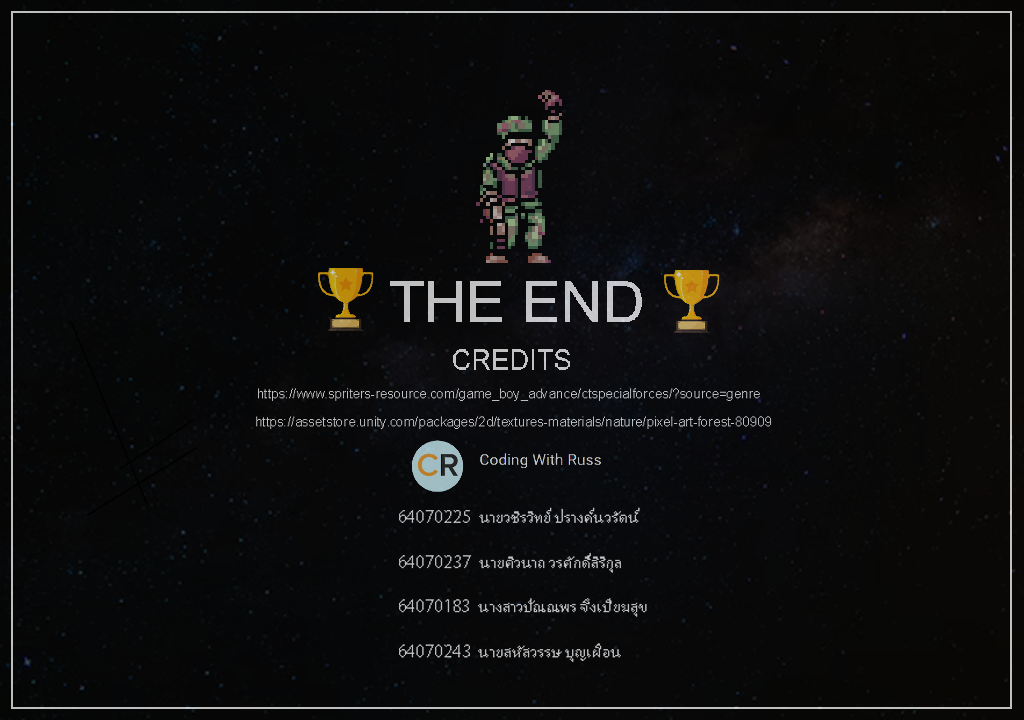 THE END
CREDITS
https://www.spriters-resource.com/game_boy_advance/ctspecialforces/?source=genre
https://assetstore.unity.com/packages/2d/textures-materials/nature/pixel-art-forest-80909
CR Coding With Russ
64070225 นายวชิรวิทย์ ปรางค์นวรัตน์
64070237 นายศิวนาถ วรศักดิ์สิริกุล
64070183 นางสาวปัณณพร จึงเปี่ยมสุข
64070243 นายสหัสวรรษ บุญเผื่อน